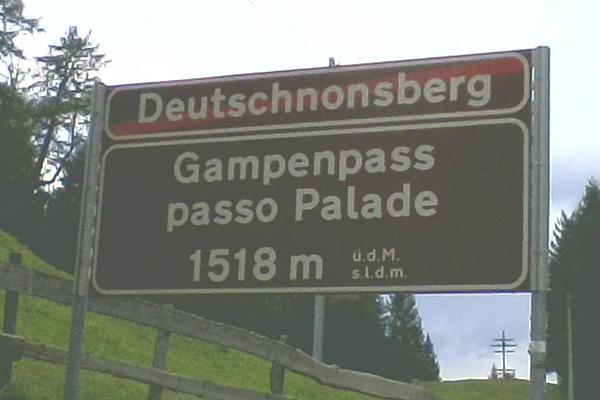 Deutschnonsberg
Gampenpass
passo Palade
1518 m ü.d.M.
s.l.d.m.